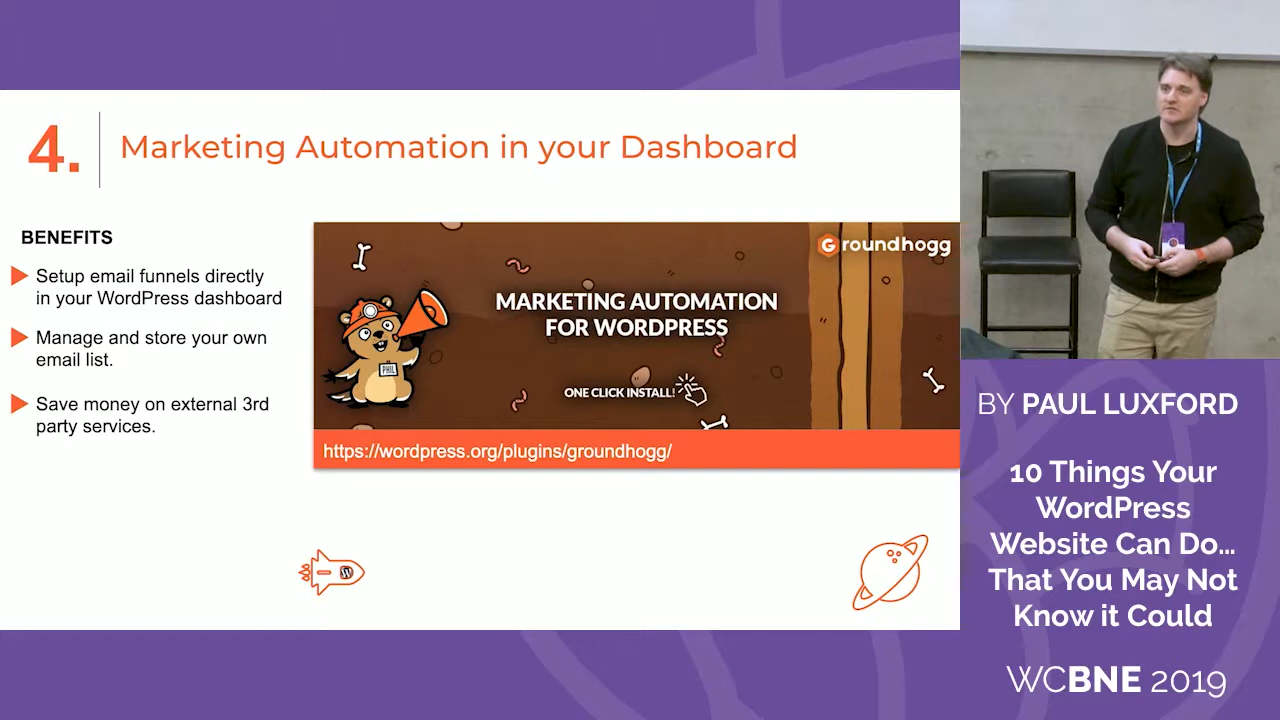 4.
Marketing Automation in your Dashboard
BENEFITS
Setup email funnels directly
in your WordPress dashboard
Manage and store your own
email list.
Save money on external 3rd
party services.
Groundhogg
MARKETING AUTOMATION
FOR WORDPRESS
PHIL
ONE CLICK INSTALL!
https://wordpress.org/plugins/groundhogg/
BY PAUL LUXFORD
10 Things Your
WordPress
Website Can Do...
That You May Not
Know it Could
WCBNE 2019